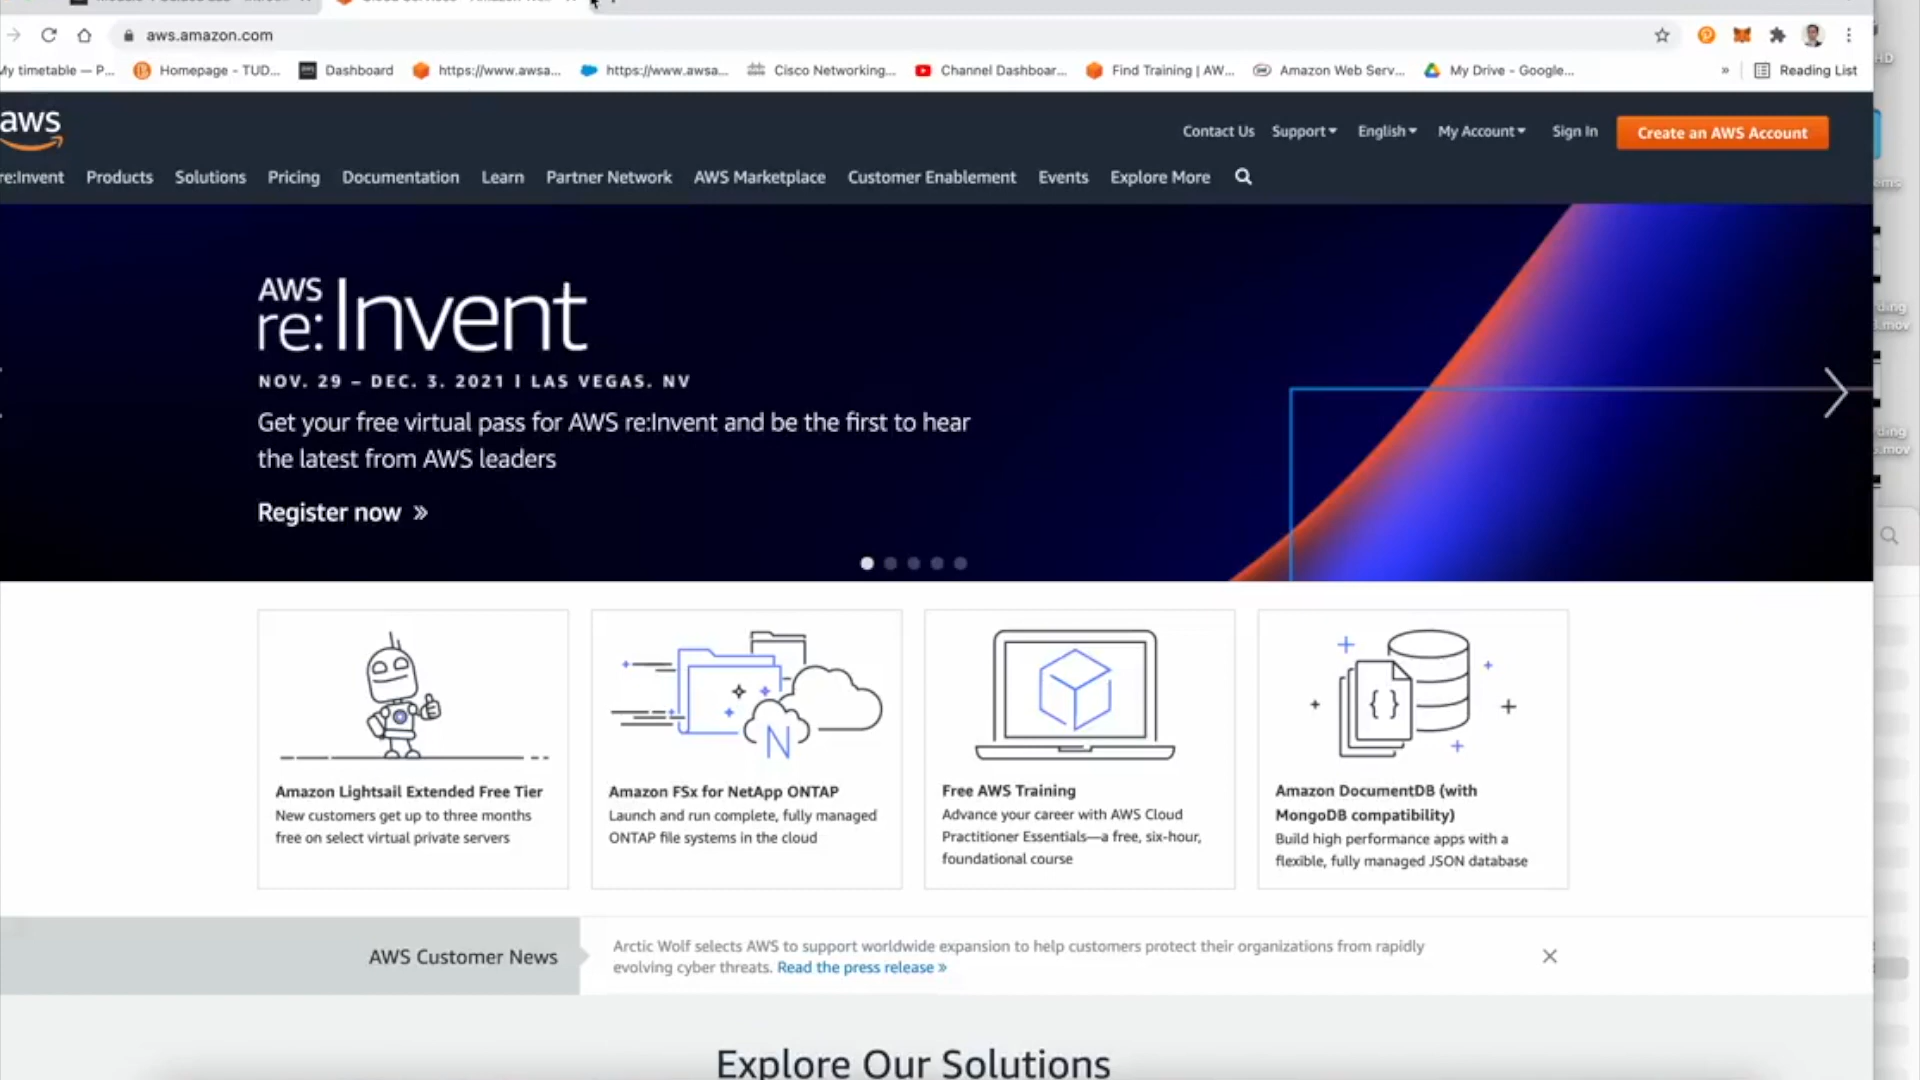 aws.amazon.com
My timetable — P...
Homepage - TUD...
Dashboard
https://www.awsa...
https://www.awsa...
Cisco Networking...
Channel Dashboar...
Find Training | AW...
Amazon Web Serv...
My Drive - Google...
»
Reading List
aws
Contact Us
Support
English
My Account
Sign In
Create an AWS Account
re:Invent
Products
Solutions
Pricing
Documentation
Learn
Partner Network
AWS Marketplace
Customer Enablement
Events
Explore More
AWS
re:Invent
NOV. 29 – DEC. 3. 2021 | LAS VEGAS. NV
Get your free virtual pass for AWS re:Invent and be the first to hear
the latest from AWS leaders
Register now »
N
{ }
Amazon Lightsail Extended Free Tier
New customers get up to three months
free on select virtual private servers
Amazon FSx for NetApp ONTAP
Launch and run complete, fully managed
ONTAP file systems in the cloud
Free AWS Training
Advance your career with AWS Cloud
Practitioner Essentials—a free, six-hour,
foundational course
Amazon DocumentDB (with
MongoDB compatibility)
Build high performance apps with a
flexible, fully managed JSON database
AWS Customer News
Arctic Wolf selects AWS to support worldwide expansion to help customers protect their organizations from rapidly
evolving cyber threats. Read the press release »
Explore Our Solutions